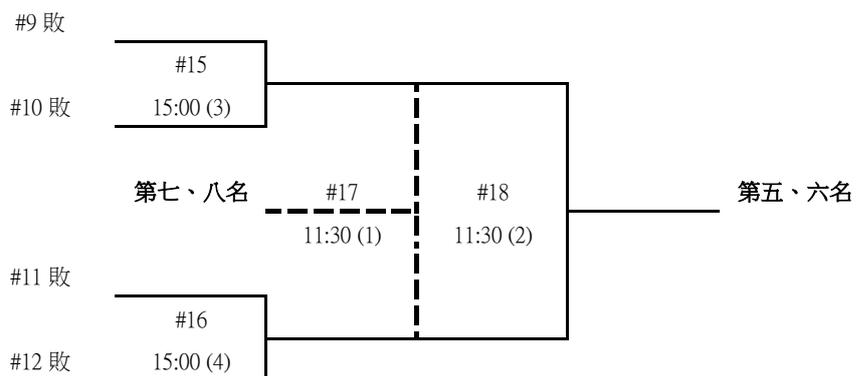 #9 敗
#15
#10 敗
15:00 (3)
第七、八名
#17
#18
第五、六名
11:30 (1)
11:30 (2)
#11 敗
#16
#12 敗
15:00 (4)